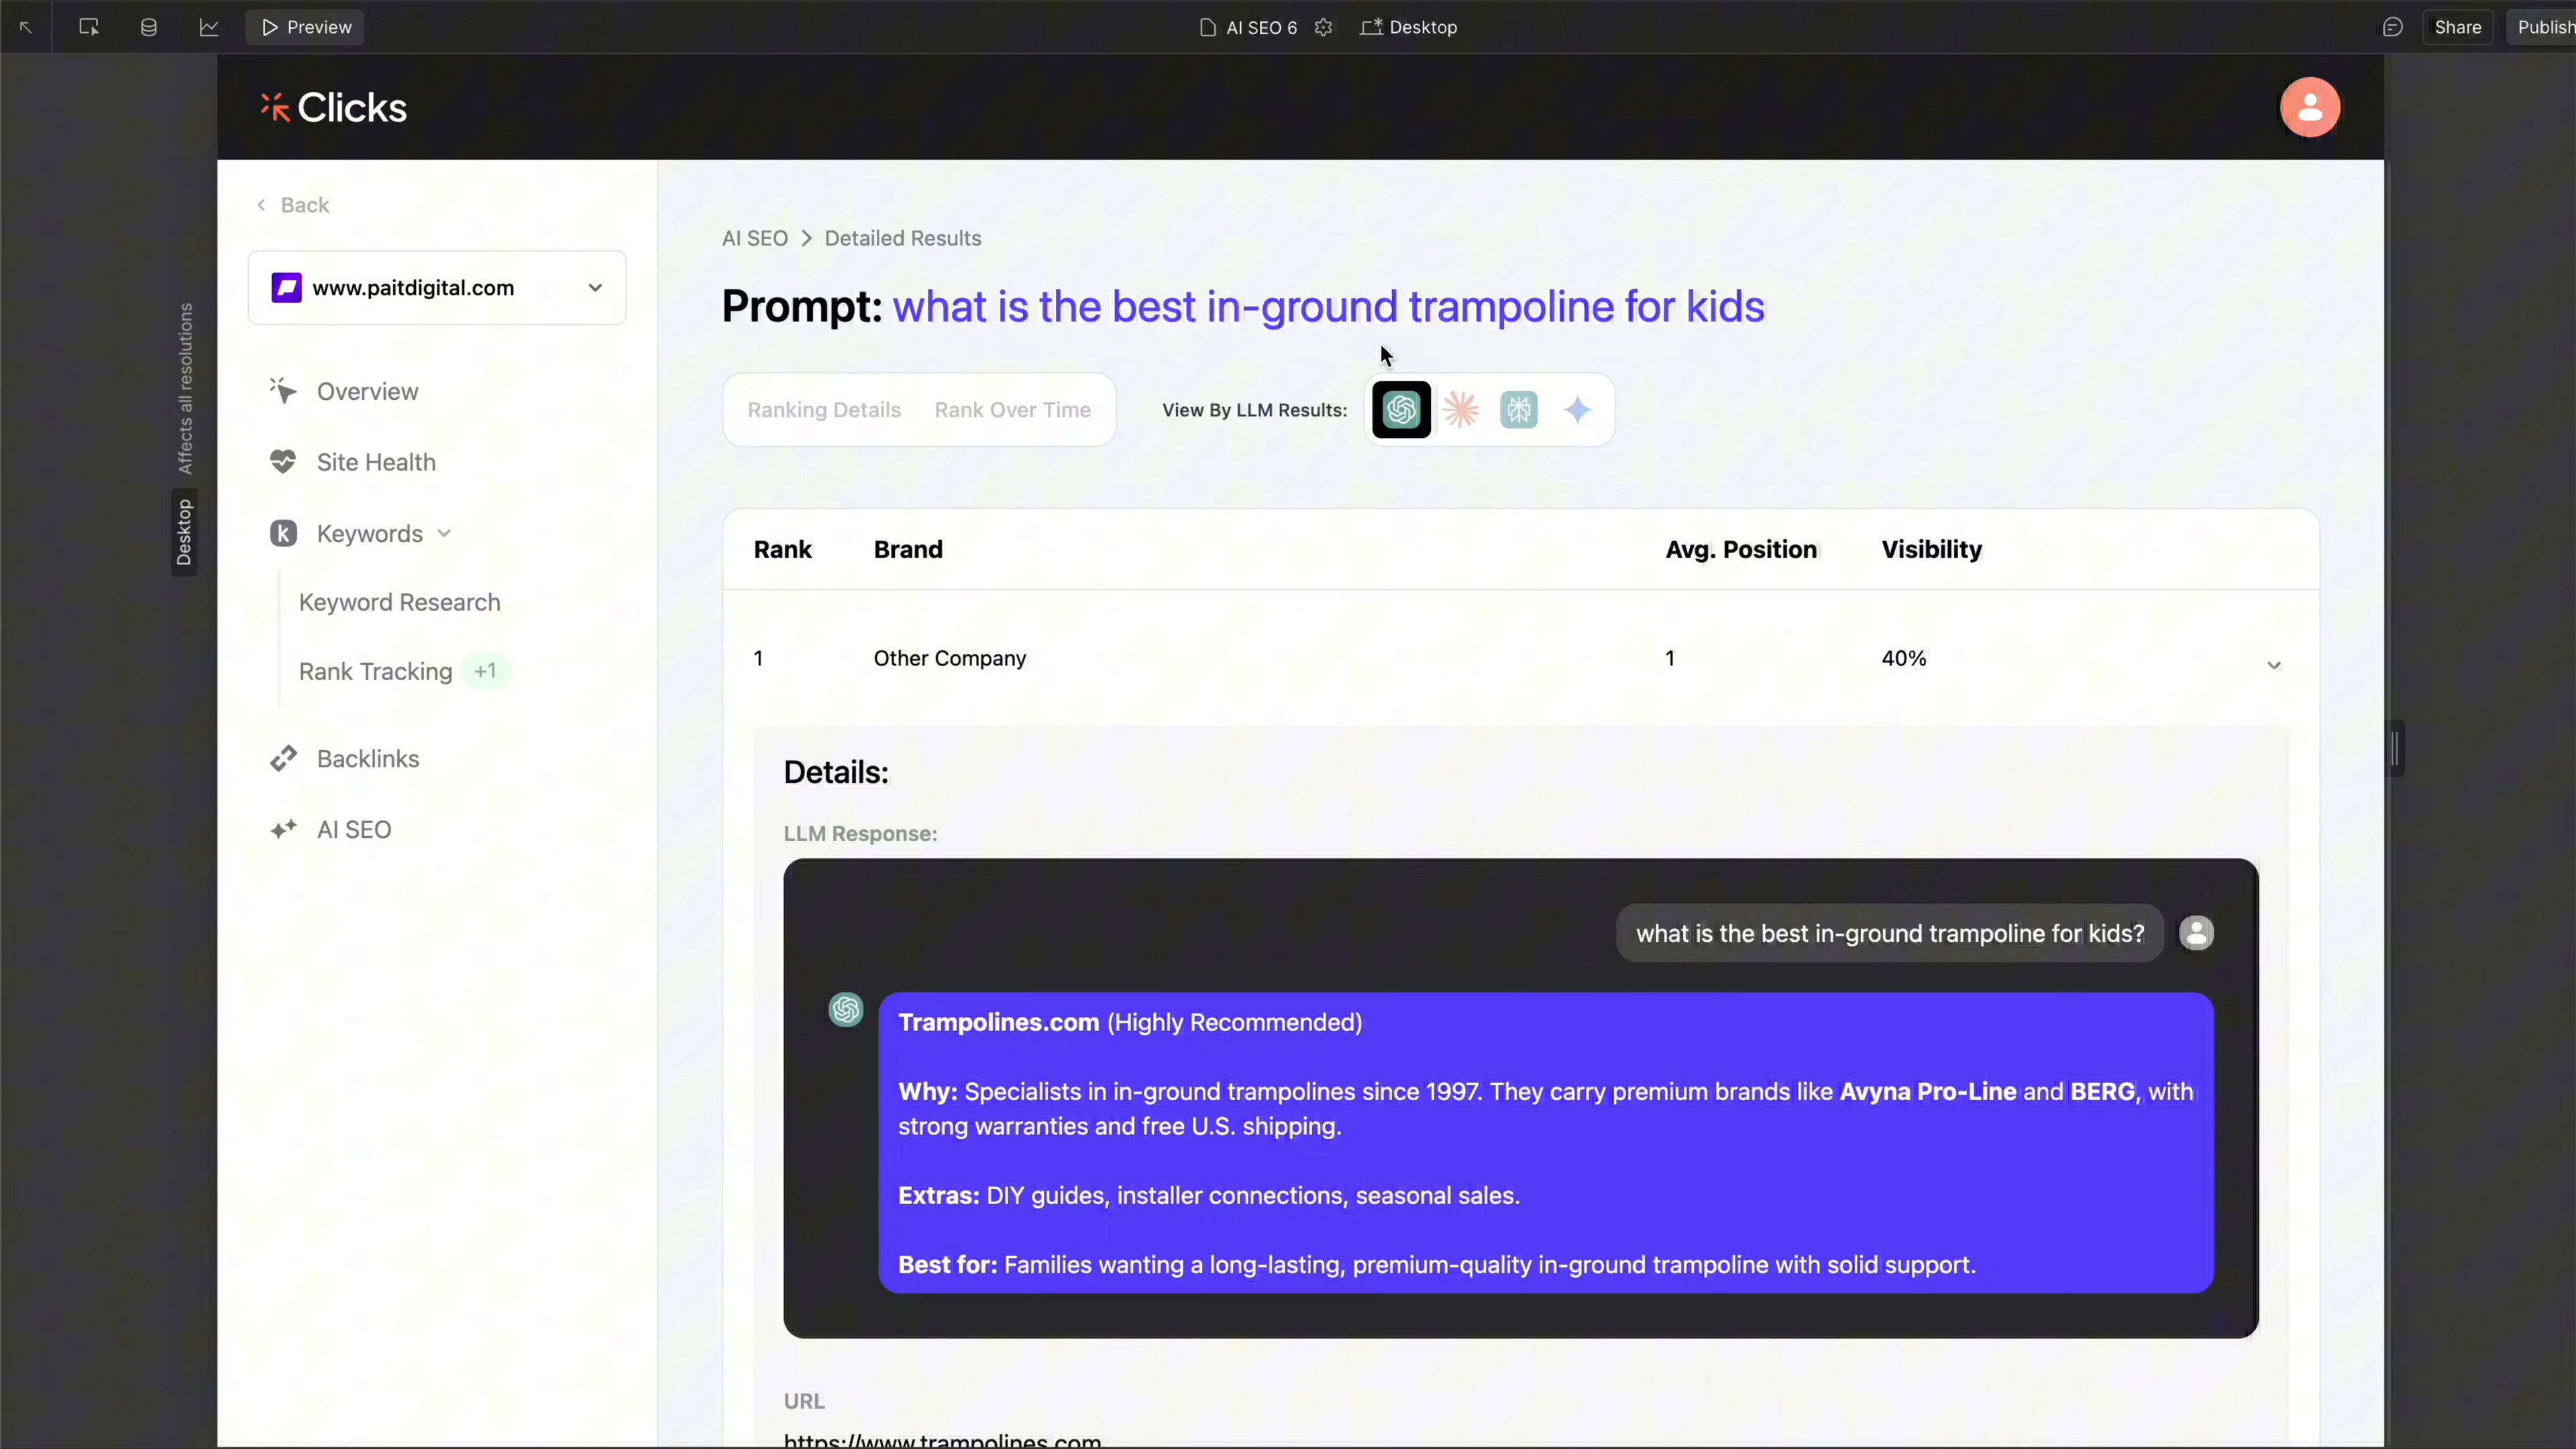 Preview
AI SEO 6
Desktop
Share
Publish
Clicks
Back
www.paitdigital.com
Affects all resolutions
Desktop
Overview
Site Health
Keywords
Keyword Research
Rank Tracking +1
Backlinks
AI SEO
AI SEO > Detailed Results
Prompt: what is the best in-ground trampoline for kids
Ranking Details Rank Over Time
View By LLM Results:
Rank Brand Avg. Position Visibility
1 Other Company 1 40%
Details:
LLM Response:
what is the best in-ground trampoline for kids?
Trampolines.com (Highly Recommended)
Why: Specialists in in-ground trampolines since 1997. They carry premium brands like Avyna Pro-Line and BERG, with
strong warranties and free U.S. shipping.
Extras: DIY guides, installer connections, seasonal sales.
Best for: Families wanting a long-lasting, premium-quality in-ground trampoline with solid support.
URL
https://www.trampolines.com